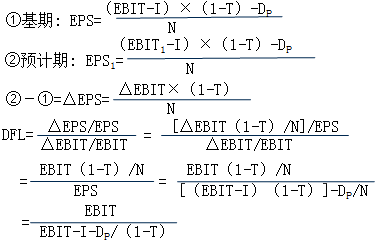 ①基期: EPS=(EBIT-I)×(1-T)-Dₚ/N
②预计期: EPS₁=(EBIT₁-I)×(1-T)-Dₚ/N
②-①=△EPS=△EBIT×(1-T)/N
DFL=△EPS/EPS/△EBIT/EBIT = [△EBIT (1-T) /N]/EPS/△EBIT/EBIT
=EBIT (1-T) /N/EPS = EBIT (1-T) /N/[ (EBIT-I) (1-T) ]-Dₚ/N
=EBIT/EBIT-I-Dₚ/ (1-T)